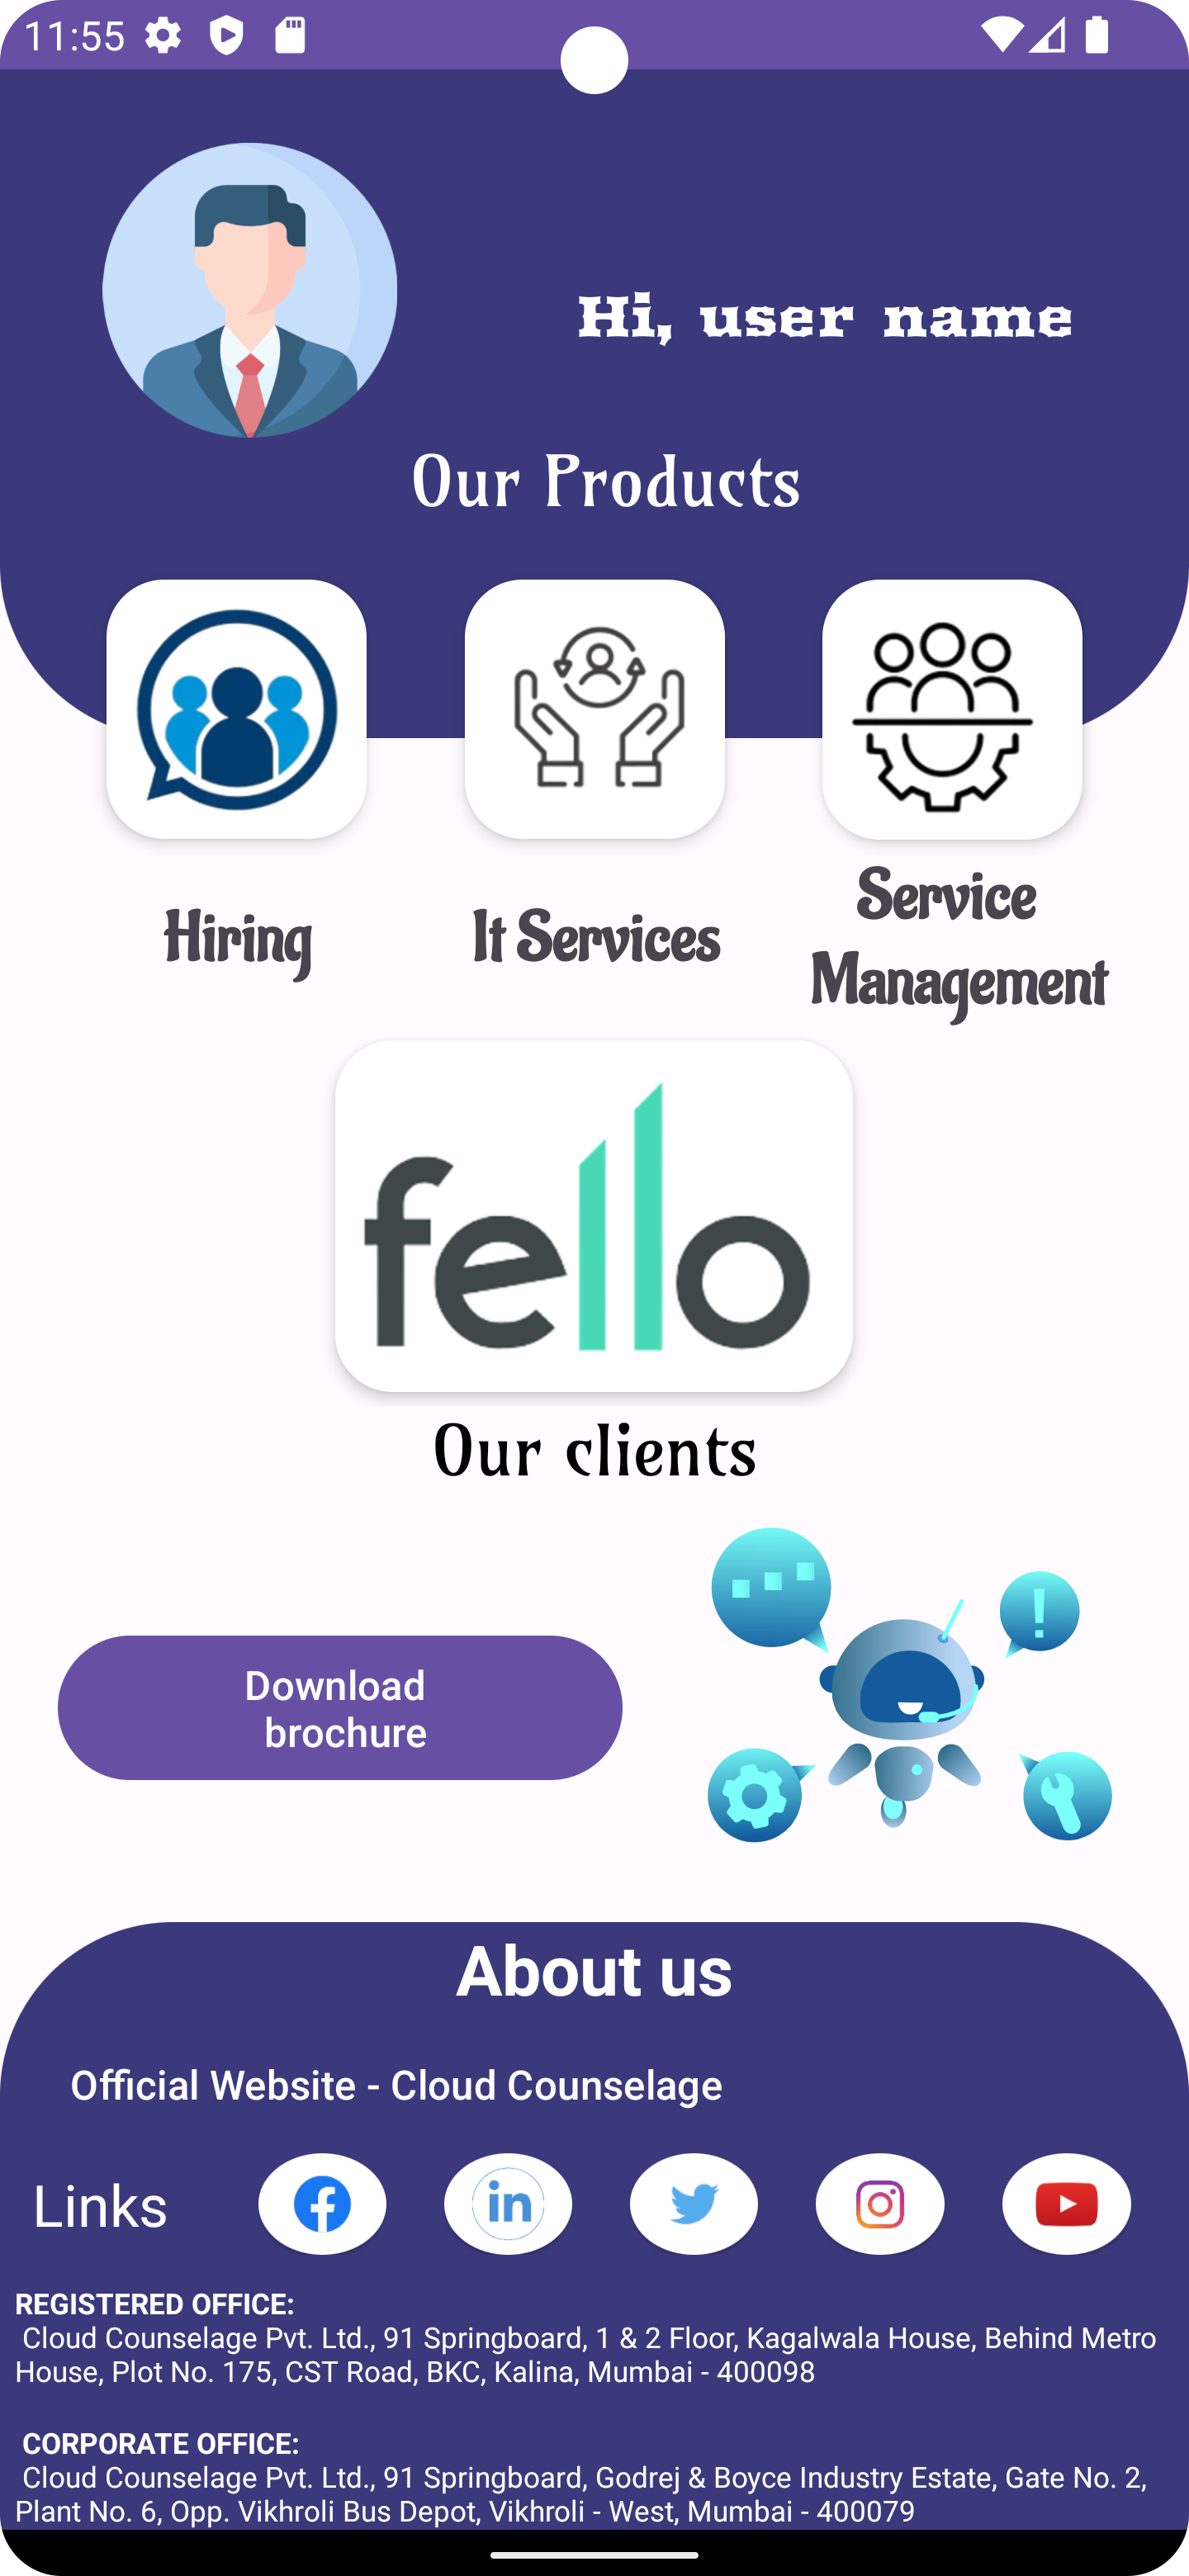 11:55
Hi, user name
Our Products
Hiring
It Services
Service
Management
fello
Our clients
Download
brochure
About us
Official Website - Cloud Counselage
Links
in
REGISTERED OFFICE:
Cloud Counselage Pvt. Ltd., 91 Springboard, 1 & 2 Floor, Kagalwala House, Behind Metro
House, Plot No. 175, CST Road, BKC, Kalina, Mumbai - 400098
CORPORATE OFFICE:
Cloud Counselage Pvt. Ltd., 91 Springboard, Godrej & Boyce Industry Estate, Gate No. 2,
Plant No. 6, Opp. Vikhroli Bus Depot, Vikhroli - West, Mumbai - 400079